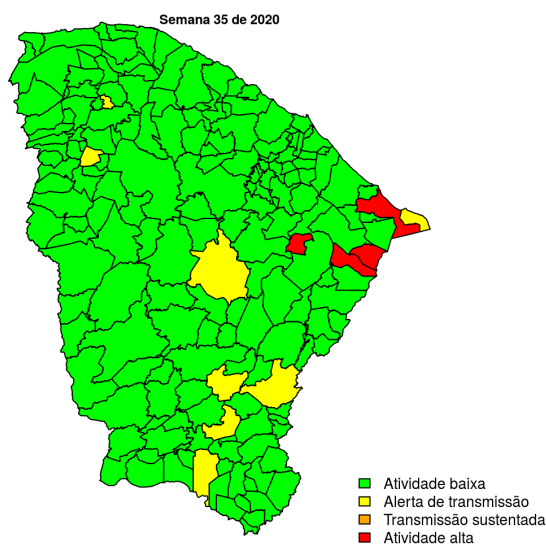 Semana 35 de 2020
Atividade baixa
Alerta de transmissão
Transmissão sustentada
Atividade alta